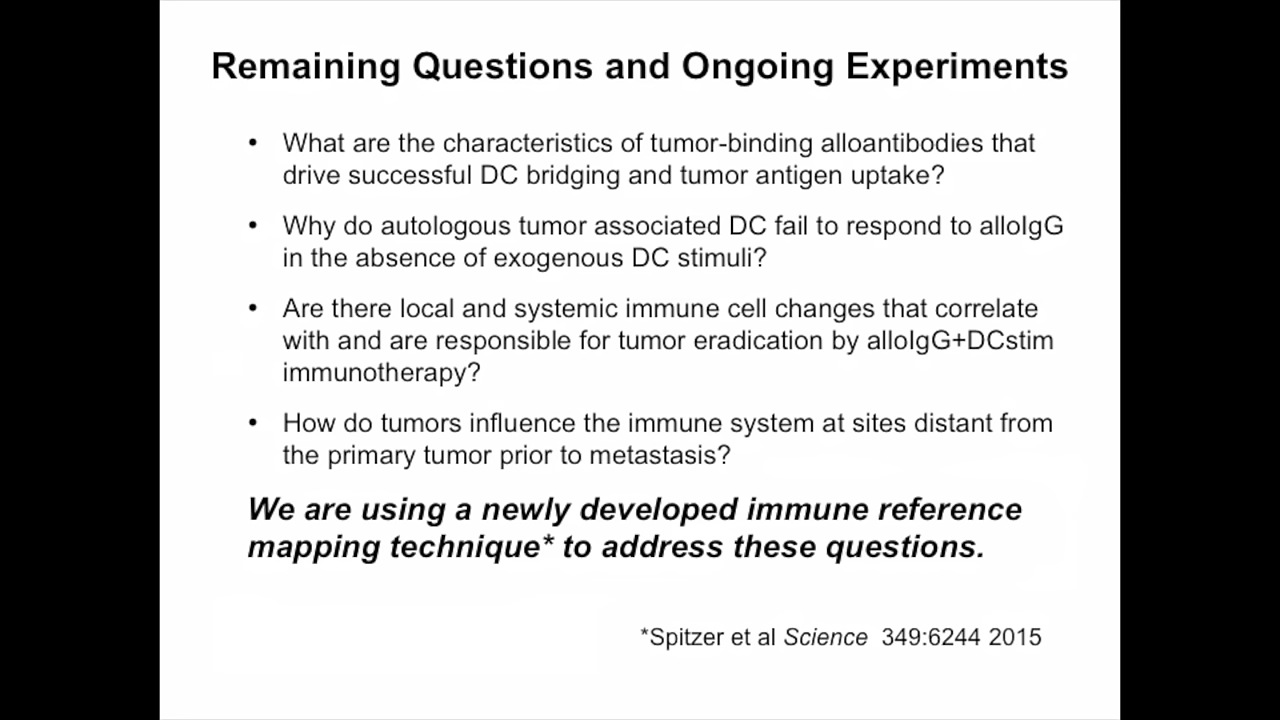 Remaining Questions and Ongoing Experiments
• What are the characteristics of tumor-binding alloantibodies that
drive successful DC bridging and tumor antigen uptake?
• Why do autologous tumor associated DC fail to respond to alloIgG
in the absence of exogenous DC stimuli?
• Are there local and systemic immune cell changes that correlate
with and are responsible for tumor eradication by alloIgG+DCstim
immunotherapy?
• How do tumors influence the immune system at sites distant from
the primary tumor prior to metastasis?
We are using a newly developed immune reference
mapping technique* to address these questions.
*Spitzer et al Science 349:6244 2015